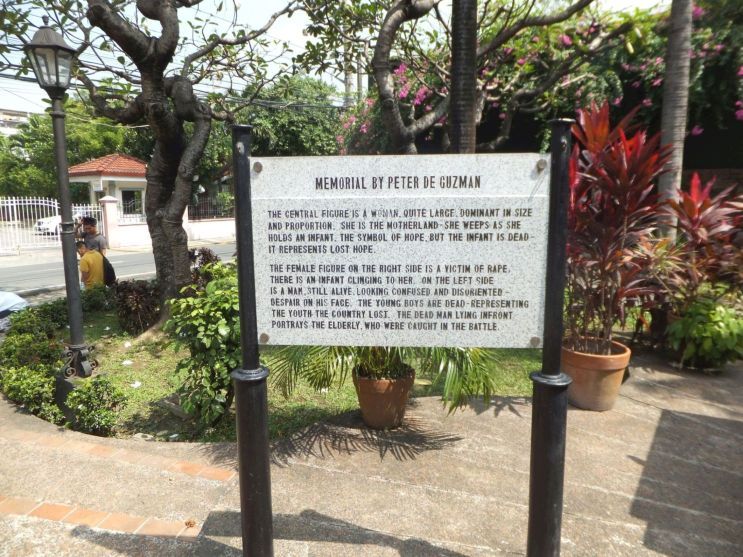 MEMORIAL BY PETER DE GUZMAN
THE CENTRAL FIGURE IS A WOMAN, QUITE LARGE, DOMINANT IN SIZE
AND PROPORTION. SHE IS THE MOTHERLAND - SHE WEEPS AS SHE
HOLDS AN INFANT, THE SYMBOL OF HOPE, BUT THE INFANT IS DEAD
IT REPRESENTS LOST HOPE.
THE FEMALE FIGURE ON THE RIGHT SIDE IS A VICTIM OF RAPE.
THERE IS AN INFANT CLINGING TO HER. ON THE LEFT SIDE
IS A MAN, STILL ALIVE, LOOKING CONFUSED AND DISORIENTED -
DESPAIR ON HIS FACE. THE YOUNG BOYS ARE DEAD - REPRESENTING
THE YOUTH THE COUNTRY LOST. THE DEAD MAN LYING INFRONT
PORTRAYS THE ELDERLY, WHO WERE CAUGHT IN THE BATTLE.